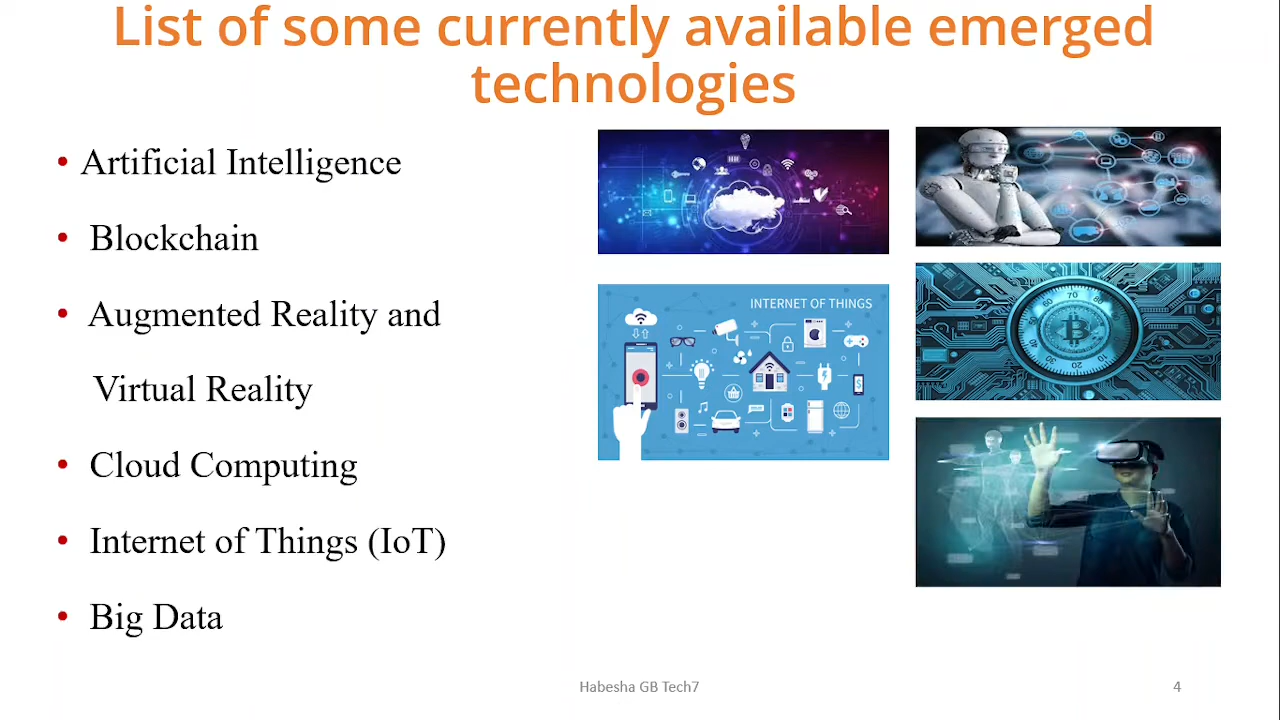 List of some currently available emerged
technologies
• Artificial Intelligence
• Blockchain
• Augmented Reality and
Virtual Reality
• Cloud Computing
• Internet of Things (IoT)
• Big Data
INTERNET OF THINGS
Habesha GB Tech7
4